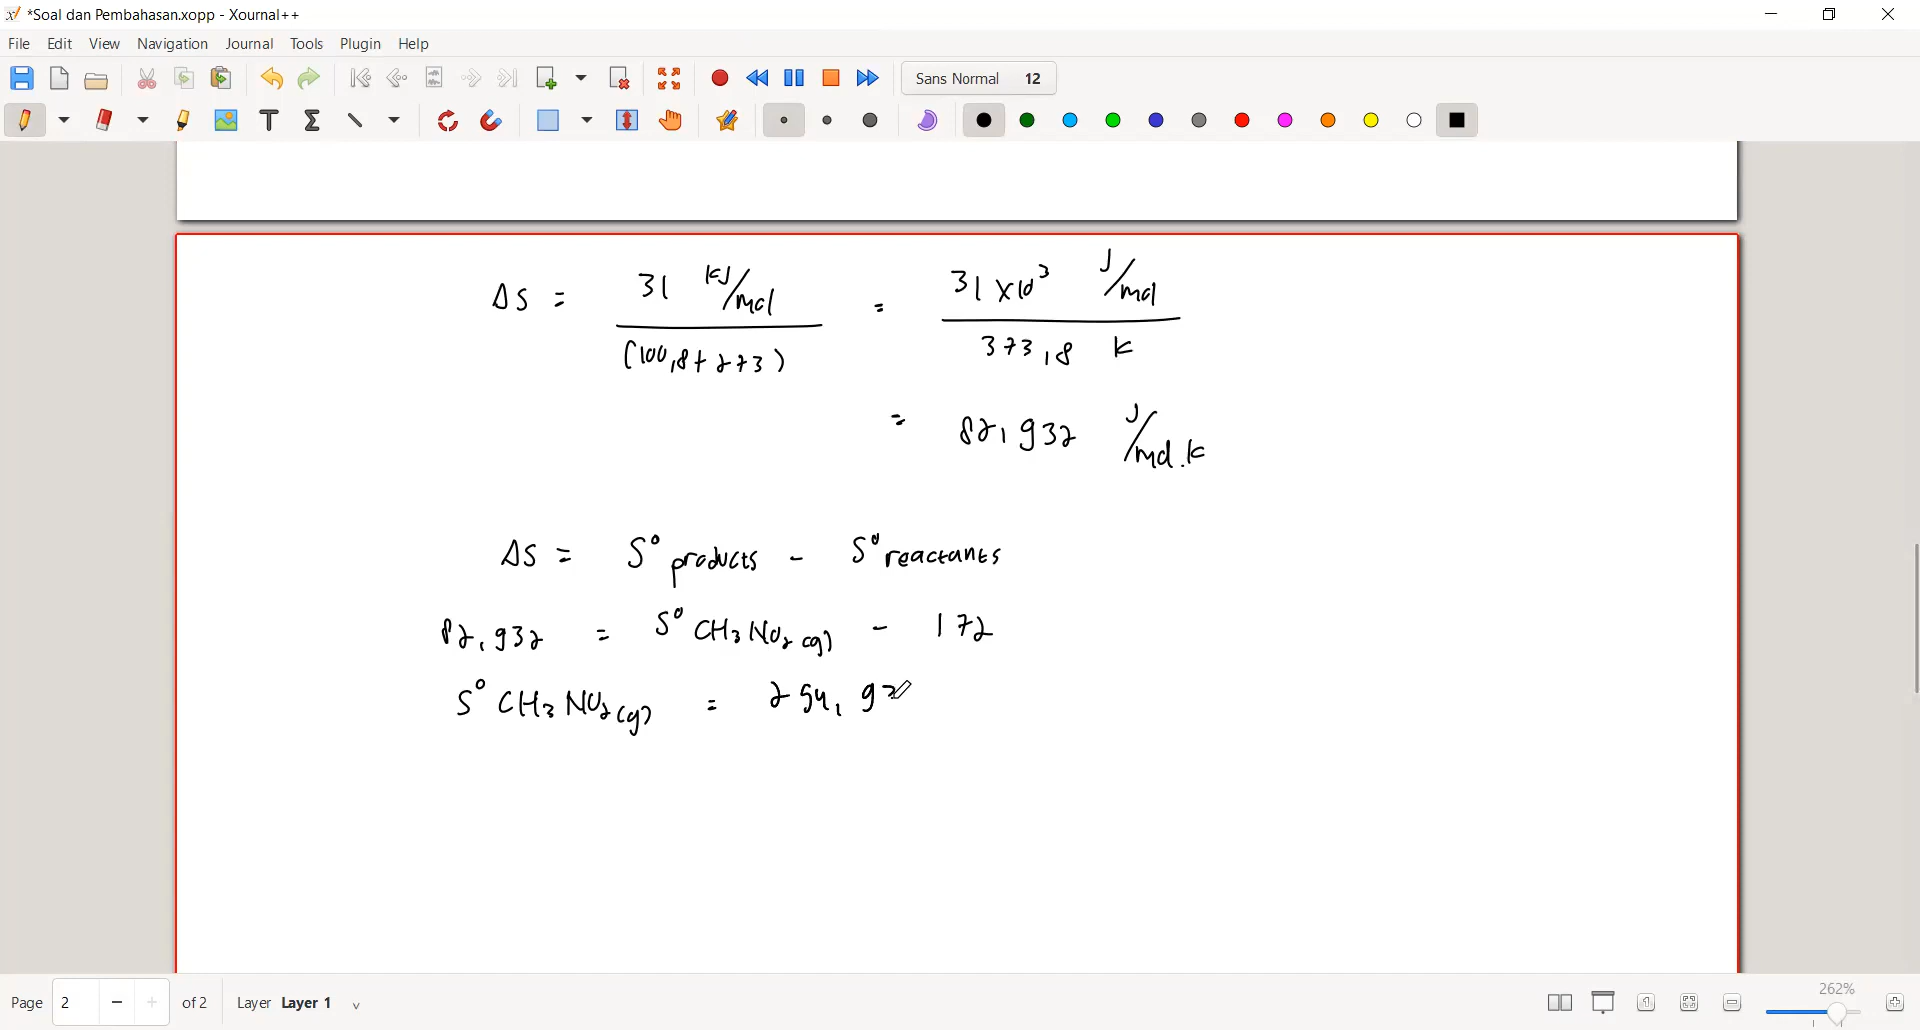 *Soal dan Pembahasan.xopp - Xournal++
File Edit View Navigation Journal Tools Plugin Help
Sans Normal 12
ΔS = 31 kJ/mol / (100,8 + 273) = 31 x 10³ J/mol / 373,8 K
= 82,932 J/mol.K
ΔS = S° products - S° reactants
82,932 = S° CH₃NO₂ (g) - 172
S° CH₃NO₂ (g) = 254,93
Page 2 of 2 Layer Layer 1 262%